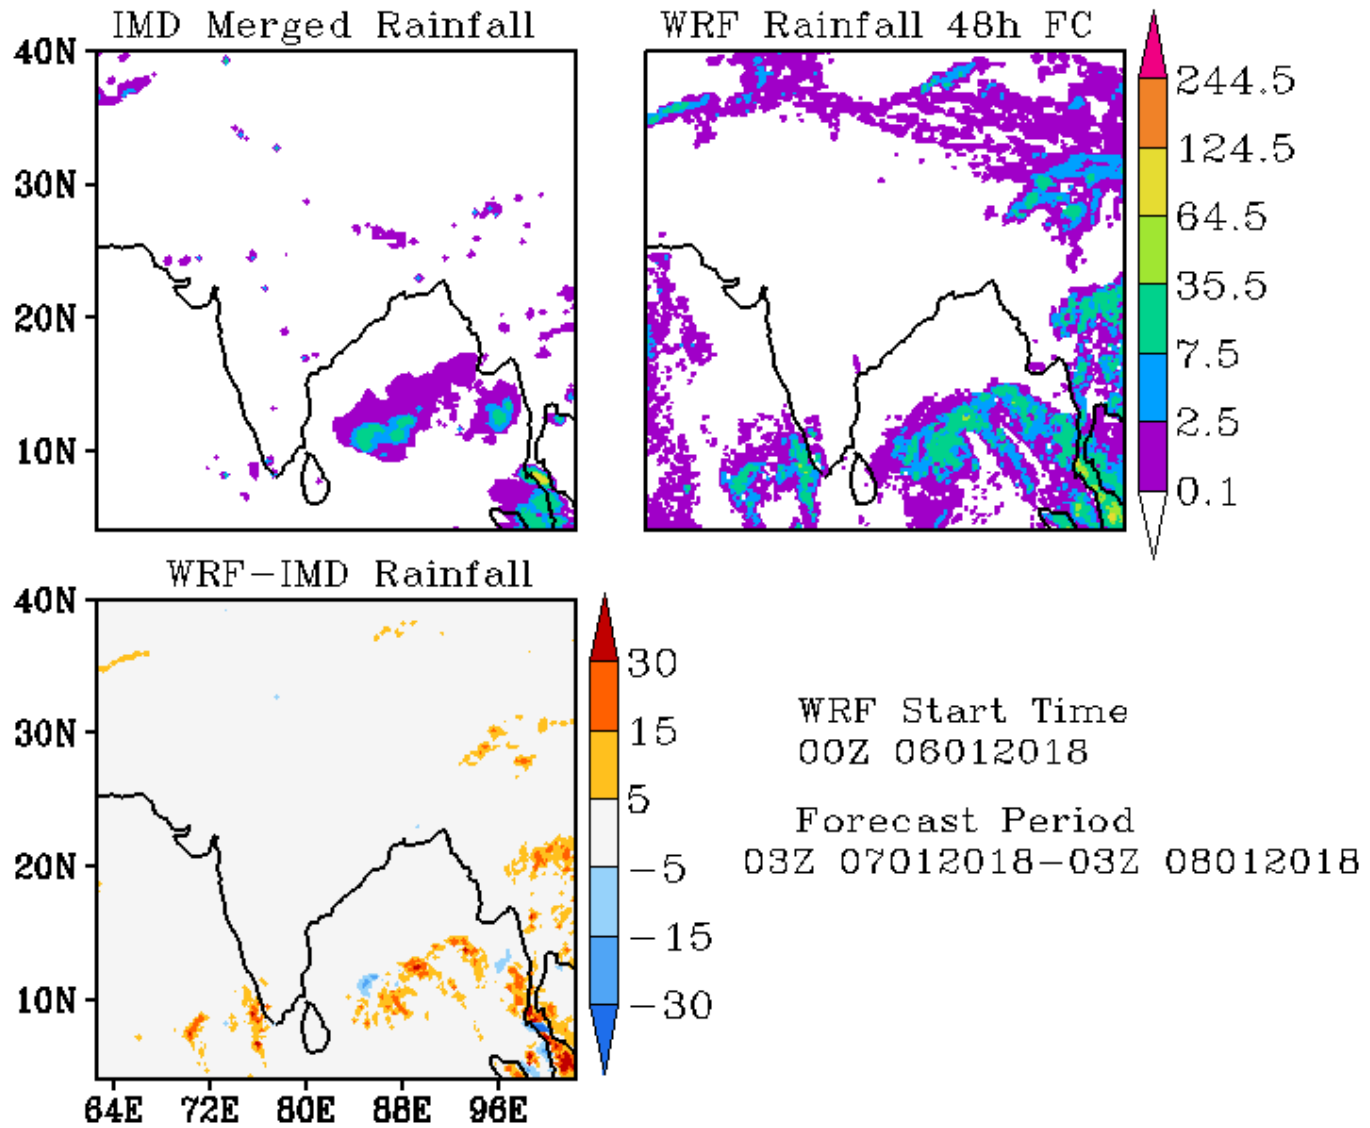 IMD Merged Rainfall
WRF Rainfall 48h FC
40N
30N
20N
10N
244.5
124.5
64.5
35.5
7.5
2.5
0.1
WRF-IMD Rainfall
40N
30N
20N
10N
64E 72E 80E 88E 96E
30
15
5
-5
-15
-30
WRF Start Time
00Z 06012018
Forecast Period
03Z 07012018-03Z 08012018